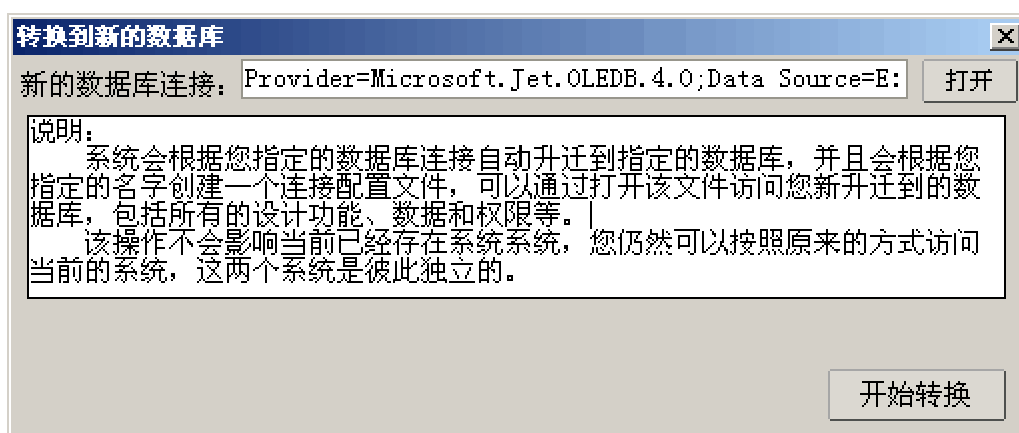 转换到新的数据库
新的数据库连接: Provider=Microsoft.Jet.OLEDB.4.0;Data Source=E: 打开
说明:
系统会根据您指定的数据库连接自动升迁到指定的数据库，并且会根据您
指定的名字创建一个连接配置文件，可以通过打开该文件访问您新升迁到的数
据库，包括所有的设计功能、数据和权限等。
该操作不会影响当前已经存在系统系统，您仍然可以按照原来的方式访问
当前的系统，这两个系统是彼此独立的。
开始转换